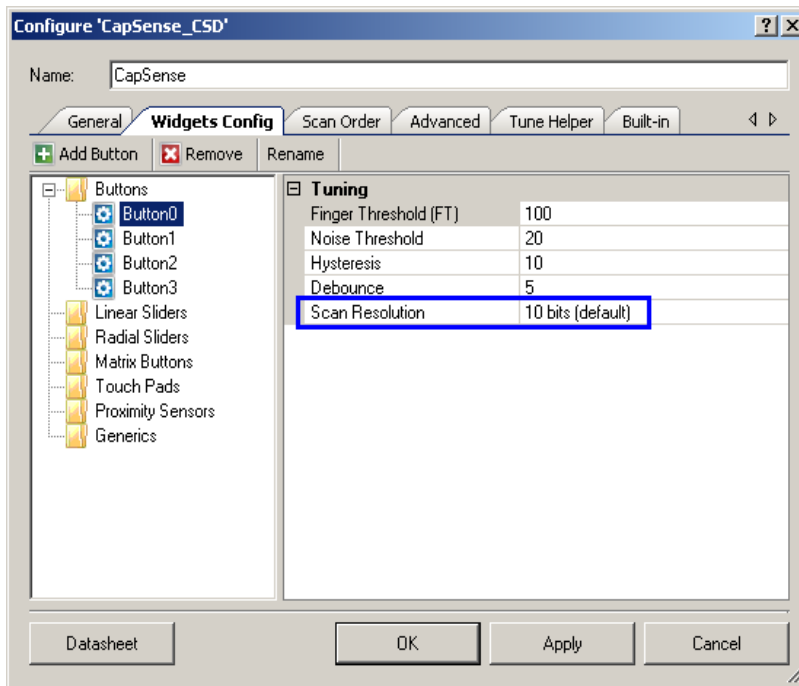 Configure 'CapSense_CSD'
Name: CapSense
General Widgets Config Scan Order Advanced Tune Helper Built-in
Add Button Remove Rename
Buttons
Button0
Button1
Button2
Button3
Linear Sliders
Radial Sliders
Matrix Buttons
Touch Pads
Proximity Sensors
Generics
Tuning
Finger Threshold (FT) 100
Noise Threshold 20
Hysteresis 10
Debounce 5
Scan Resolution 10 bits (default)
Datasheet OK Apply Cancel